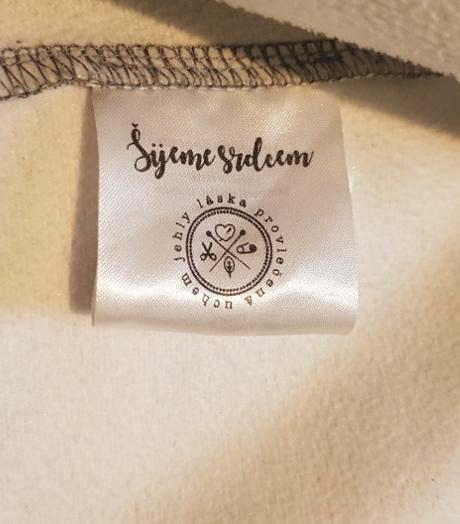 Šijeme srdcem
láska provlečená uchem jehly